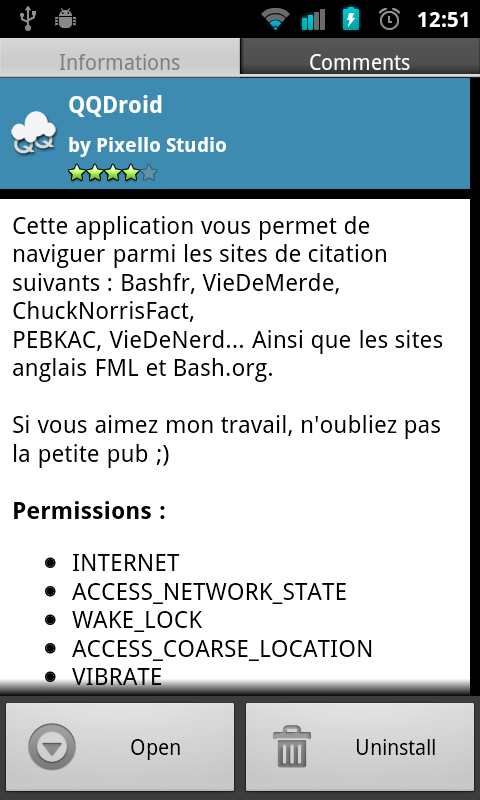 12:51
Informations
Comments
QQDroid
by Pixello Studio
Cette application vous permet de
naviguer parmi les sites de citation
suivants : Bashfr, VieDeMerde,
ChuckNorrisFact,
PEBKAC, VieDeNerd... Ainsi que les sites
anglais FML et Bash.org.
Si vous aimez mon travail, n'oubliez pas
la petite pub ;)
Permissions :
INTERNET
ACCESS_NETWORK_STATE
WAKE_LOCK
ACCESS_COARSE_LOCATION
VIBRATE
Open
Uninstall